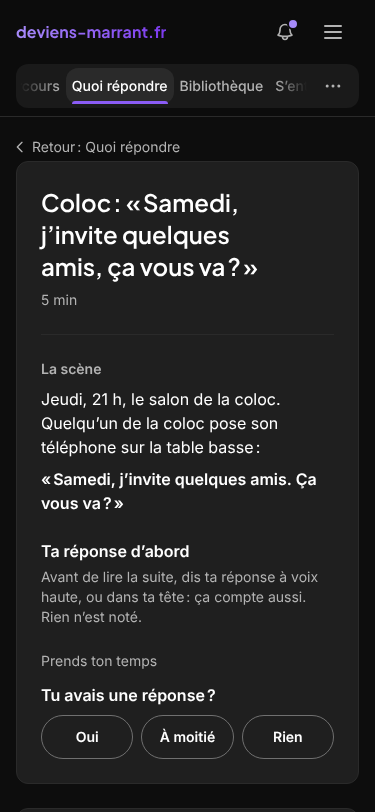 deviens-marrant.fr
cours Quoi répondre Bibliothèque S'en
Retour : Quoi répondre
Coloc : « Samedi,
j'invite quelques
amis, ça vous va ? »
5 min
La scène
Jeudi, 21 h, le salon de la coloc.
Quelqu'un de la coloc pose son
téléphone sur la table basse :
« Samedi, j'invite quelques amis. Ça
vous va ? »
Ta réponse d'abord
Avant de lire la suite, dis ta réponse à voix
haute, ou dans ta tête : ça compte aussi.
Rien n'est noté.
Prends ton temps
Tu avais une réponse ?
Oui À moitié Rien